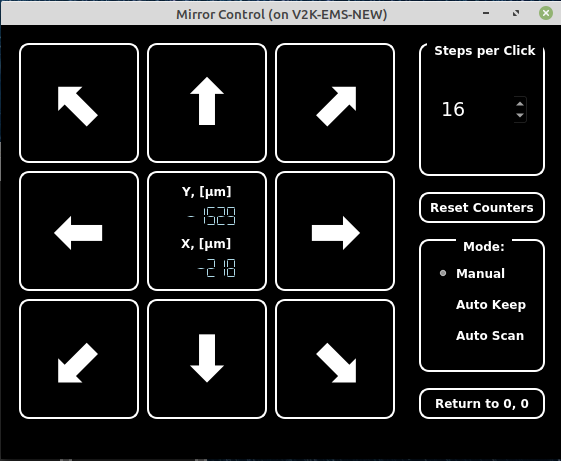 Mirror Control (on V2K-EMS-NEW)
Steps per Click
16
Y, [μm]
-1629
X, [μm]
-218
Reset Counters
Mode:
Manual
Auto Keep
Auto Scan
Return to 0, 0